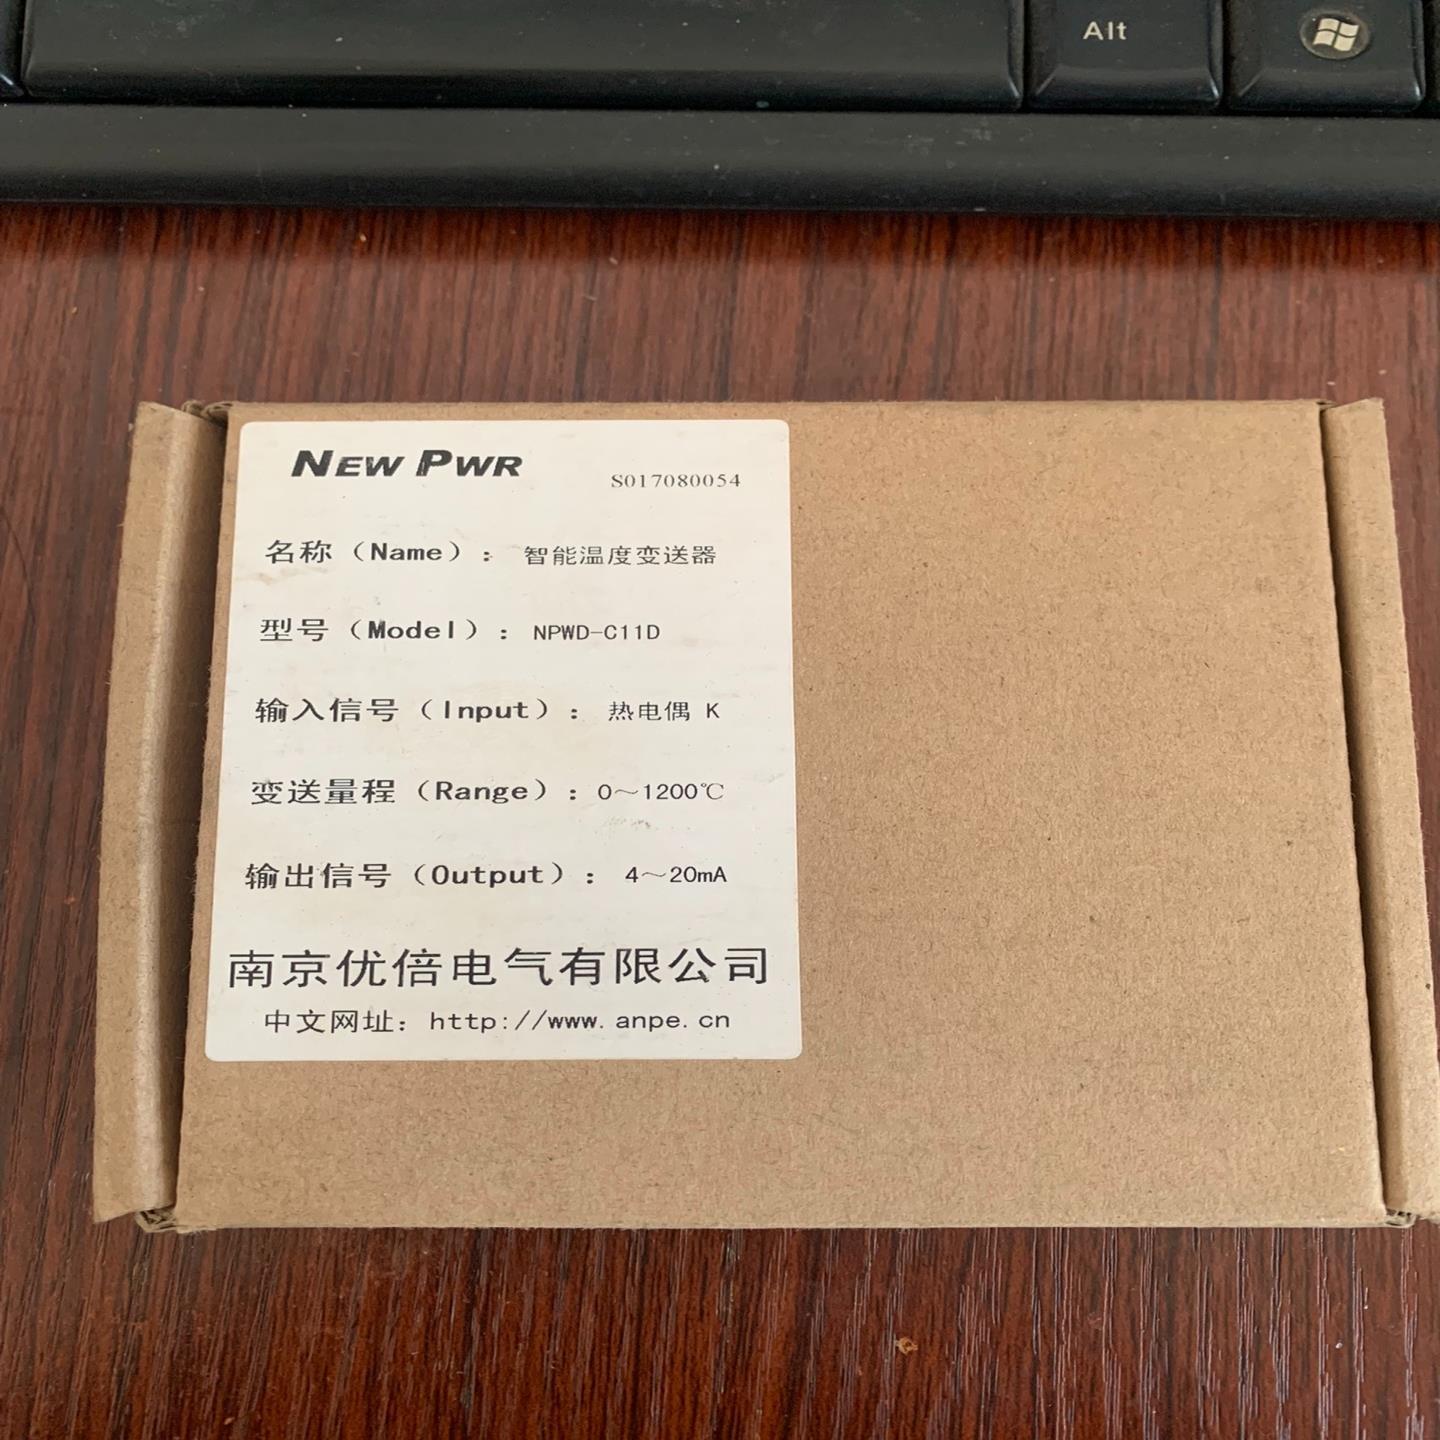 Alt
NEW PWR
S017080054
名称（Name）： 智能温度变送器
型号（Model）： NPWD-C11D
输入信号（Input）： 热电偶 K
变送量程（Range）：0～1200℃
输出信号（Output）： 4～20mA
南京优倍电气有限公司
中文网址：http://www.anpe.cn